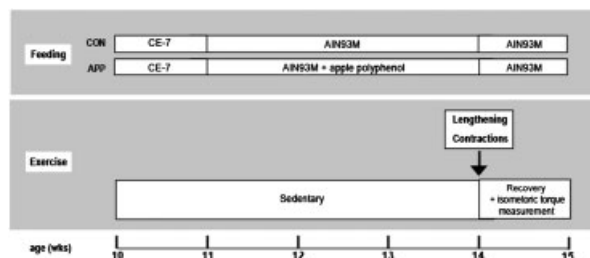 Feeding
CON CE-7 AIN93M AIN93M
APP CE-7 AIN93M + apple polyphenol AIN93M
Lengthening
Contractions
Exercise
Sedentary
Recovery
+ isometoric torque
measurement
age (wks) 10 11 12 13 14 15